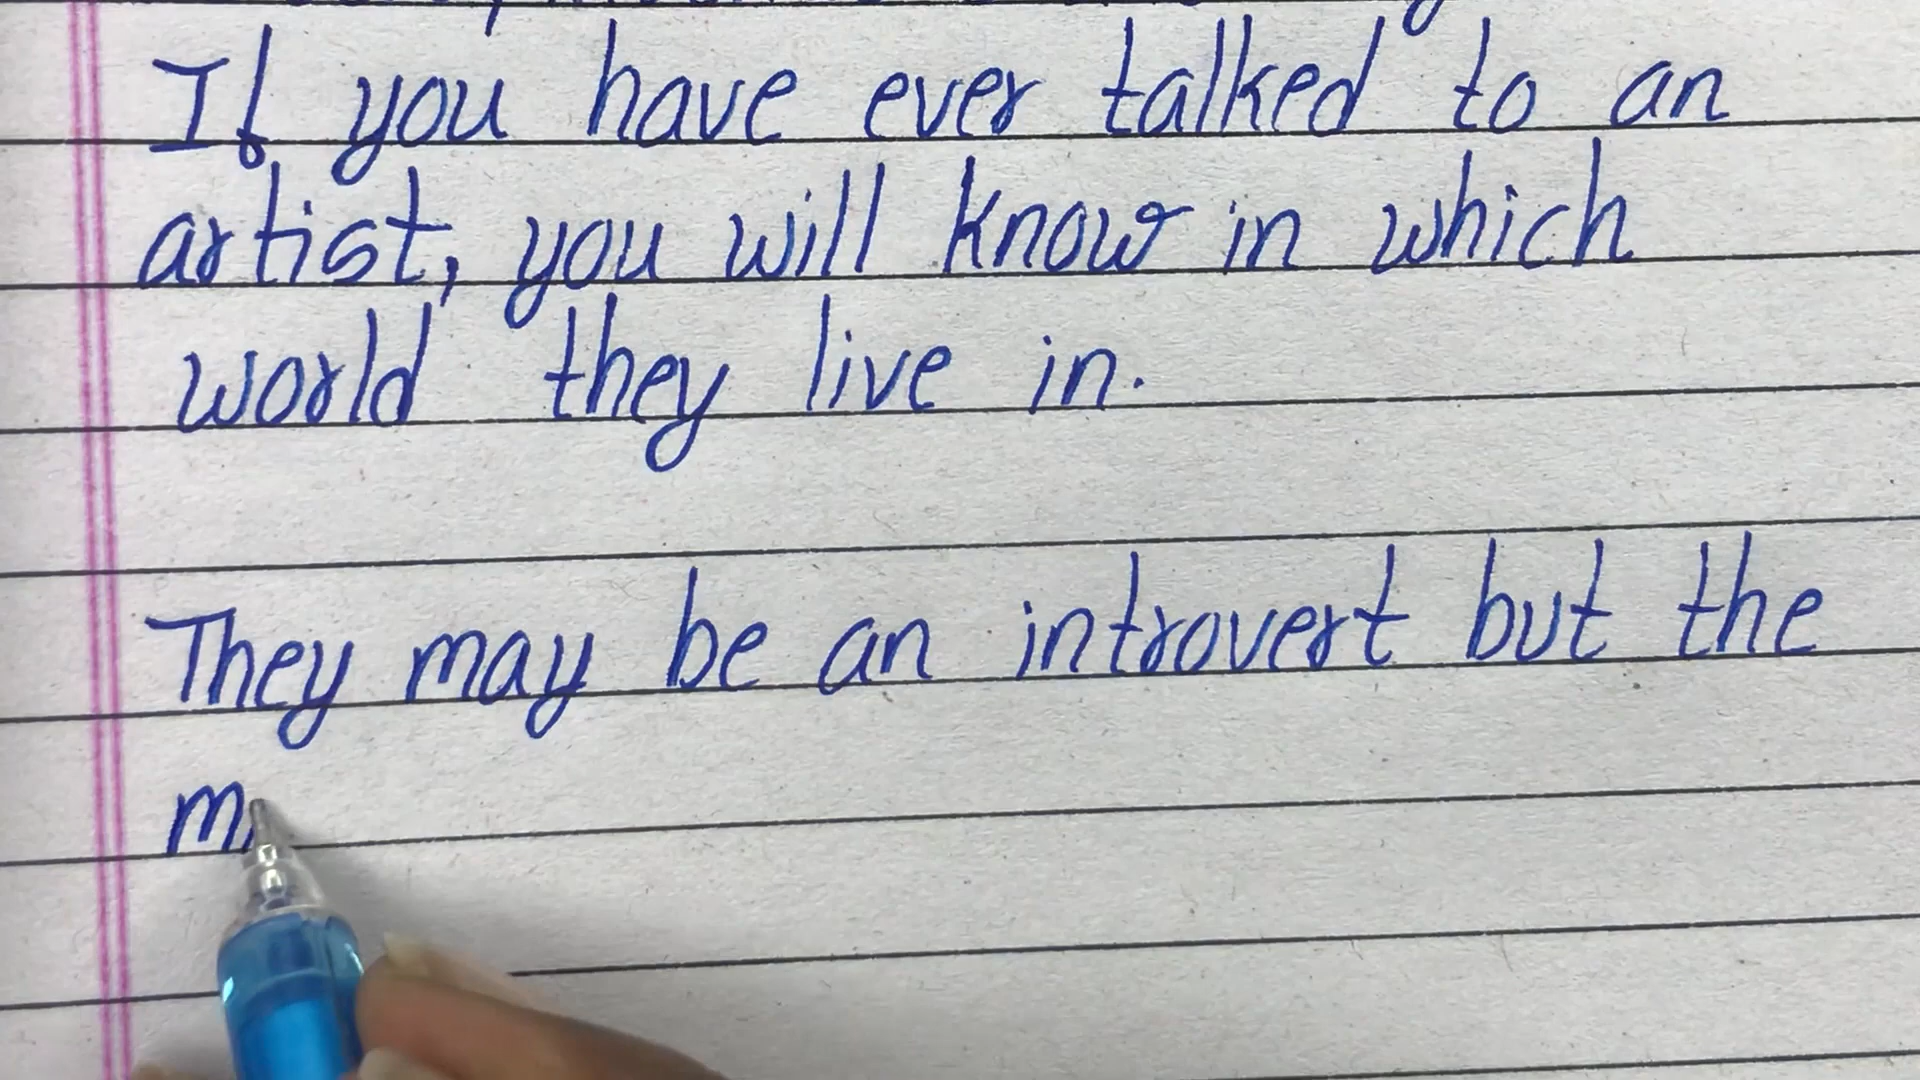 If you have ever talked to an
artist, you will know in which
world they live in.
They may be an introvert but the
m